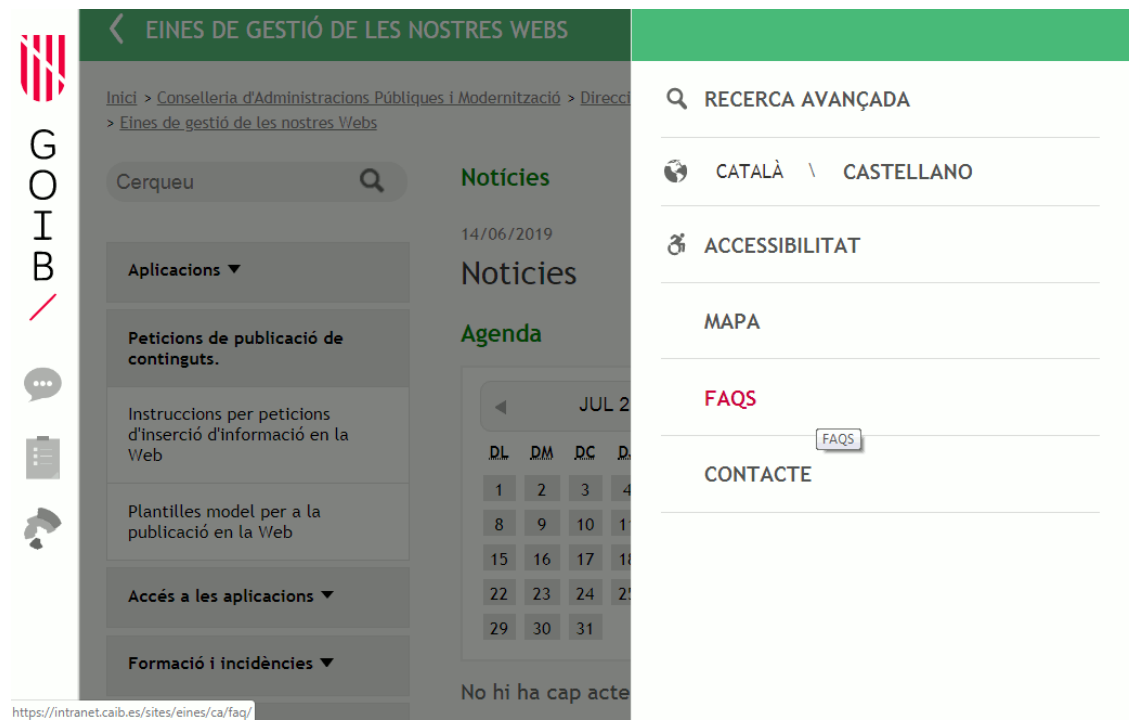 EINES DE GESTIÓ DE LES NOSTRES WEBS
G
O
I
B
Inici > Conselleria d'Administracions Públiques i Modernització >
> Eines de gestió de les nostres Webs
Cerqueu
Aplicacions
Peticions de publicació de
continguts.
Instruccions per peticions
d'inserció d'informació en la
Web
Plantilles model per a la
publicació en la Web
Accés a les aplicacions
Formació i incidències
Notícies
14/06/2019
Noticies
Agenda
JUL 2
DL DM DC
1 2 3 4
8 9 10
15 16 17
22 23 24
29 30 31
No hi ha cap acte
RECERCA AVANÇADA
CATALÀ \ CASTELLANO
ACCESSIBILITAT
MAPA
FAQS
FAQS
CONTACTE
https://intranet.caib.es/sites/eines/ca/faq/